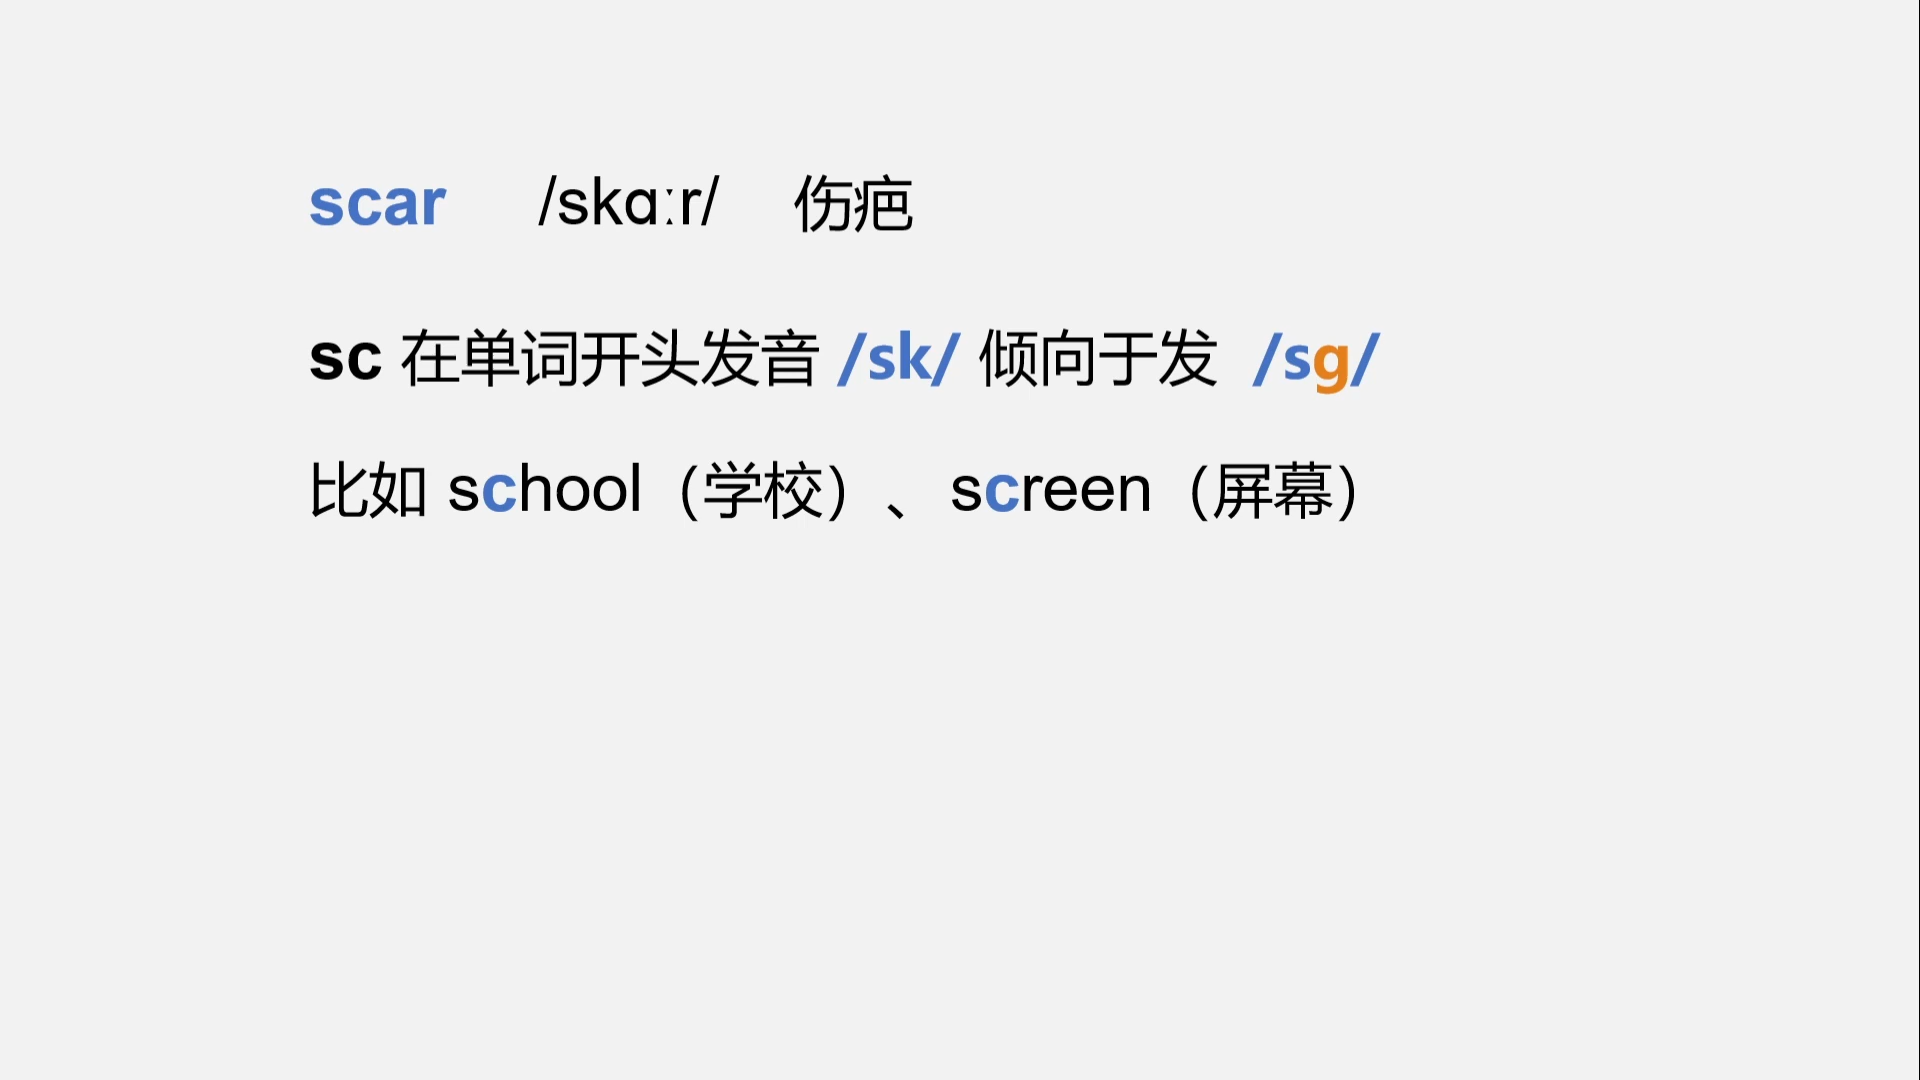 scar /skɑːr/ 伤疤
sc 在单词开头发音 /sk/ 倾向于发 /sg/
比如 school（学校）、screen（屏幕）